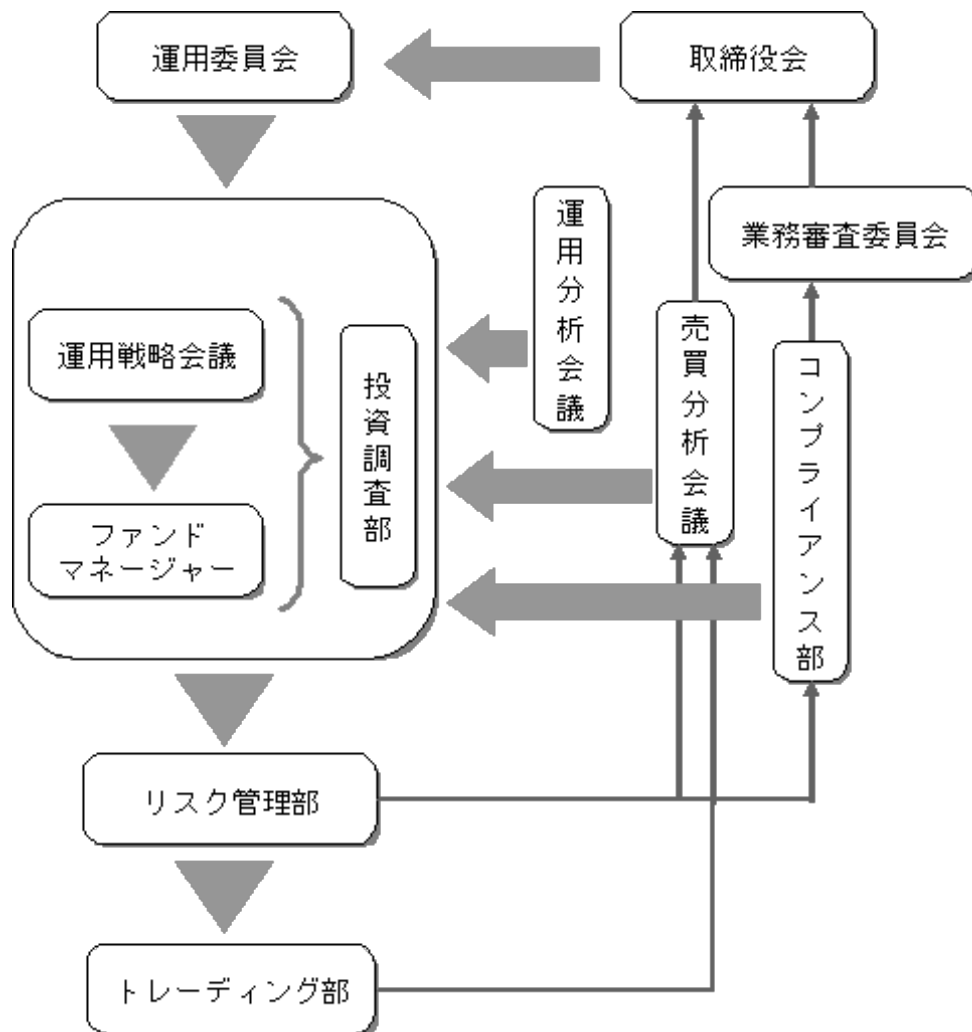 運用委員会
取締役会
業務審査委員会
運用分析会議
売買分析会議
コンプライアンス部
運用戦略会議
投資調査部
ファンド
マネージャー
リスク管理部
トレーディング部